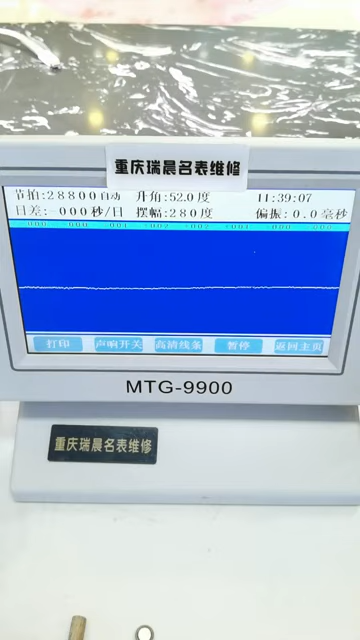 重庆瑞晨名表维修
节拍:28800自动 升角:52.0度 11:39:07
日差:-000秒/日 摆幅:280度 偏振:0.0毫秒
打印 声响开关 高清线条 暂停 返回主页
MTG-9900
重庆瑞晨名表维修